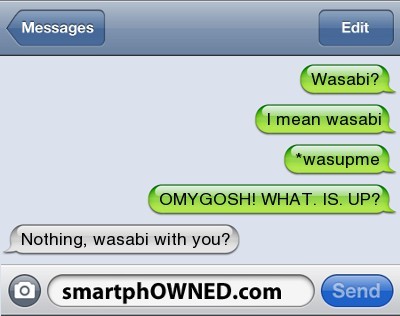 Messages
Edit
Wasabi?
I mean wasabi
*wasupme
OMYGOSH! WHAT. IS. UP?
Nothing, wasabi with you?
smartphOWNED.com
Send